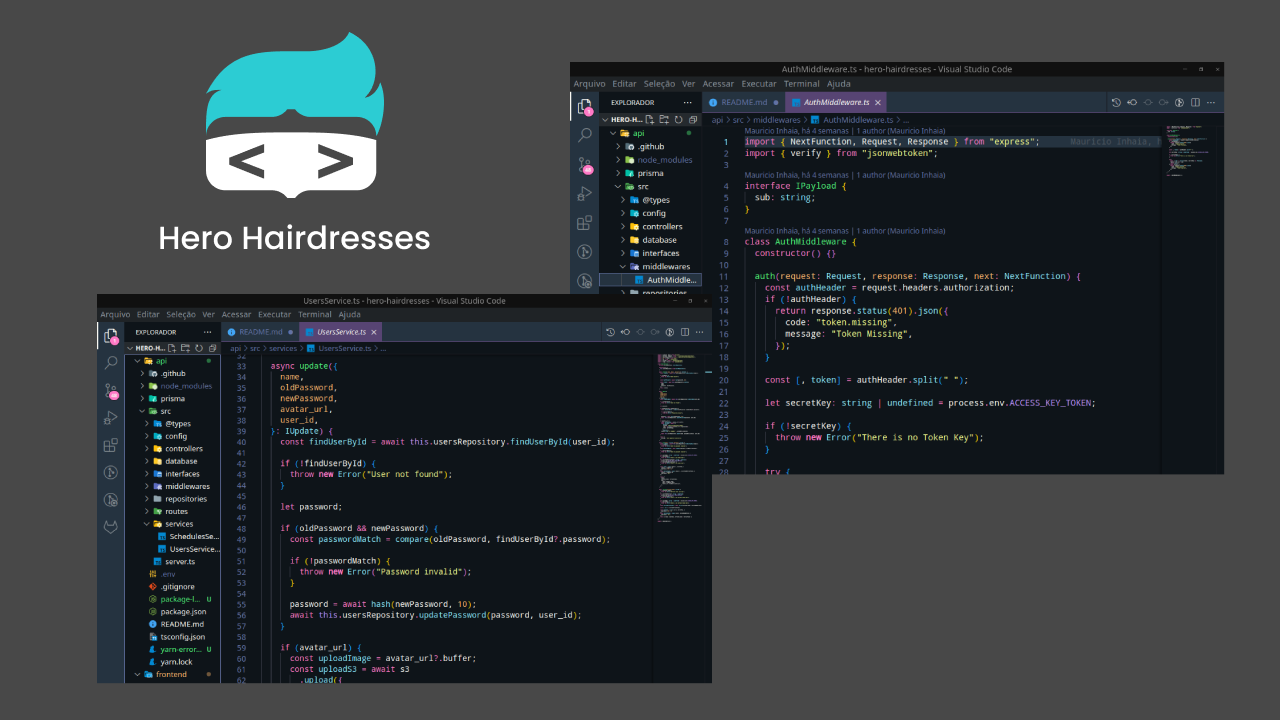 Hero Hairdresses
AuthMiddleware.ts - hero-hairdresses - Visual Studio Code
Arquivo Editar Seleção Ver Acessar Executar Terminal Ajuda
EXPLORADOR ···
README.md
AuthMiddleware.ts
HERO-H...
api > src > middlewares > AuthMiddleware.ts > ...
api
.github
node_modules
prisma
src
@types
config
controllers
database
interfaces
middlewares
AuthMiddle...
repositories
Mauricio Inhaia, há 4 semanas | 1 author (Mauricio Inhaia)
1 import { NextFunction, Request, Response } from "express"; Mauricio Inhaia,
2 import { verify } from "jsonwebtoken";
3
Mauricio Inhaia, há 4 semanas | 1 author (Mauricio Inhaia)
4 interface IPayload {
5 sub: string;
6 }
7
Mauricio Inhaia, há 4 semanas | 1 author (Mauricio Inhaia)
8 class AuthMiddleware {
9 constructor() {}
10
11 auth(request: Request, response: Response, next: NextFunction) {
12 const authHeader = request.headers.authorization;
13 if (!authHeader) {
14 return response.status(401).json({
15 code: "token.missing",
16 message: "Token Missing",
17 });
18 }
19
20 const [, token] = authHeader.split(" ");
21
22 let secretKey: string | undefined = process.env.ACCESS_KEY_TOKEN;
23
24 if (!secretKey) {
25 throw new Error("There is no Token Key");
26 }
27
28 try {
UsersService.ts - hero-hairdresses - Visual Studio Code
Arquivo Editar Seleção Ver Acessar Executar Terminal Ajuda
EXPLORADOR ···
README.md
UsersService.ts
HERO-H...
api > src > services > UsersService.ts > ...
api
.github
node_modules
prisma
src
@types
config
controllers
database
interfaces
middlewares
repositories
routes
services
SchedulesSe...
UsersService...
server.ts
.env
.gitignore
package-l... U
package.json
README.md
tsconfig.json
yarn-error... U
yarn.lock
frontend
32
33 async update({
34 name,
35 oldPassword,
36 newPassword,
37 avatar_url,
38 user_id,
39 }: IUpdate) {
40 const findUserById = await this.usersRepository.findUserById(user_id);
41
42 if (!findUserById) {
43 throw new Error("User not found");
44 }
45
46 let password;
47
48 if (oldPassword && newPassword) {
49 const passwordMatch = compare(oldPassword, findUserById?.password);
50
51 if (!passwordMatch) {
52 throw new Error("Password invalid");
53 }
54
55 password = await hash(newPassword, 10);
56 await this.usersRepository.updatePassword(password, user_id);
57 }
58
59 if (avatar_url) {
60 const uploadImage = avatar_url?.buffer;
61 const uploadS3 = await s3
62 .upload({